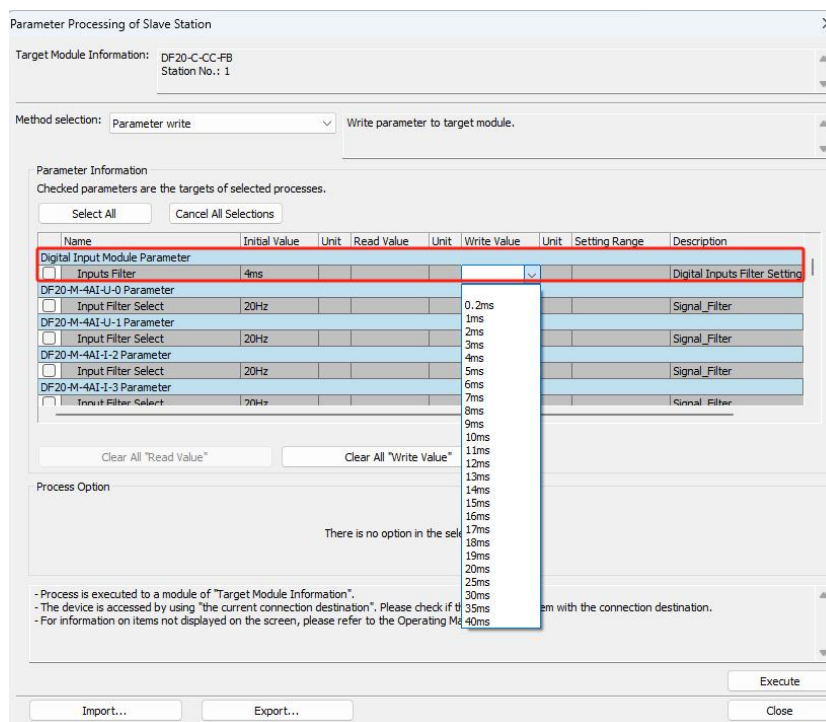 Parameter Processing of Slave Station
Target Module Information: DF20-C-CC-FB
Station No.: 1
Method selection: Parameter write Write parameter to target module.
Parameter Information
Checked parameters are the targets of selected processes.
Select All Cancel All Selections
Name Initial Value Unit Read Value Unit Write Value Unit Setting Range Description
Digital Input Module Parameter
Inputs Filter 4ms Digital Inputs Filter Setting
DF20-M-4AI-U-0 Parameter
Input Filter Select 20Hz Signal_Filter
DF20-M-4AI-U-1 Parameter
Input Filter Select 20Hz Signal_Filter
DF20-M-4AI-I-2 Parameter
Input Filter Select 20Hz Signal_Filter
DF20-M-4AI-I-3 Parameter
Input Filter Select 20Hz Signal_Filter
0.2ms
1ms
2ms
3ms
4ms
5ms
6ms
7ms
8ms
9ms
10ms
11ms
12ms
13ms
14ms
15ms
16ms
17ms
18ms
19ms
20ms
25ms
30ms
35ms
40ms
Clear All "Read Value" Clear All "Write Value"
Process Option
There is no option in the
- Process is executed to a module of "Target Module Information".
- The device is accessed by using "the current connection destination". Please check if with the connection destination.
- For information on items not displayed on the screen, please refer to the Operating
Execute
Import... Export... Close